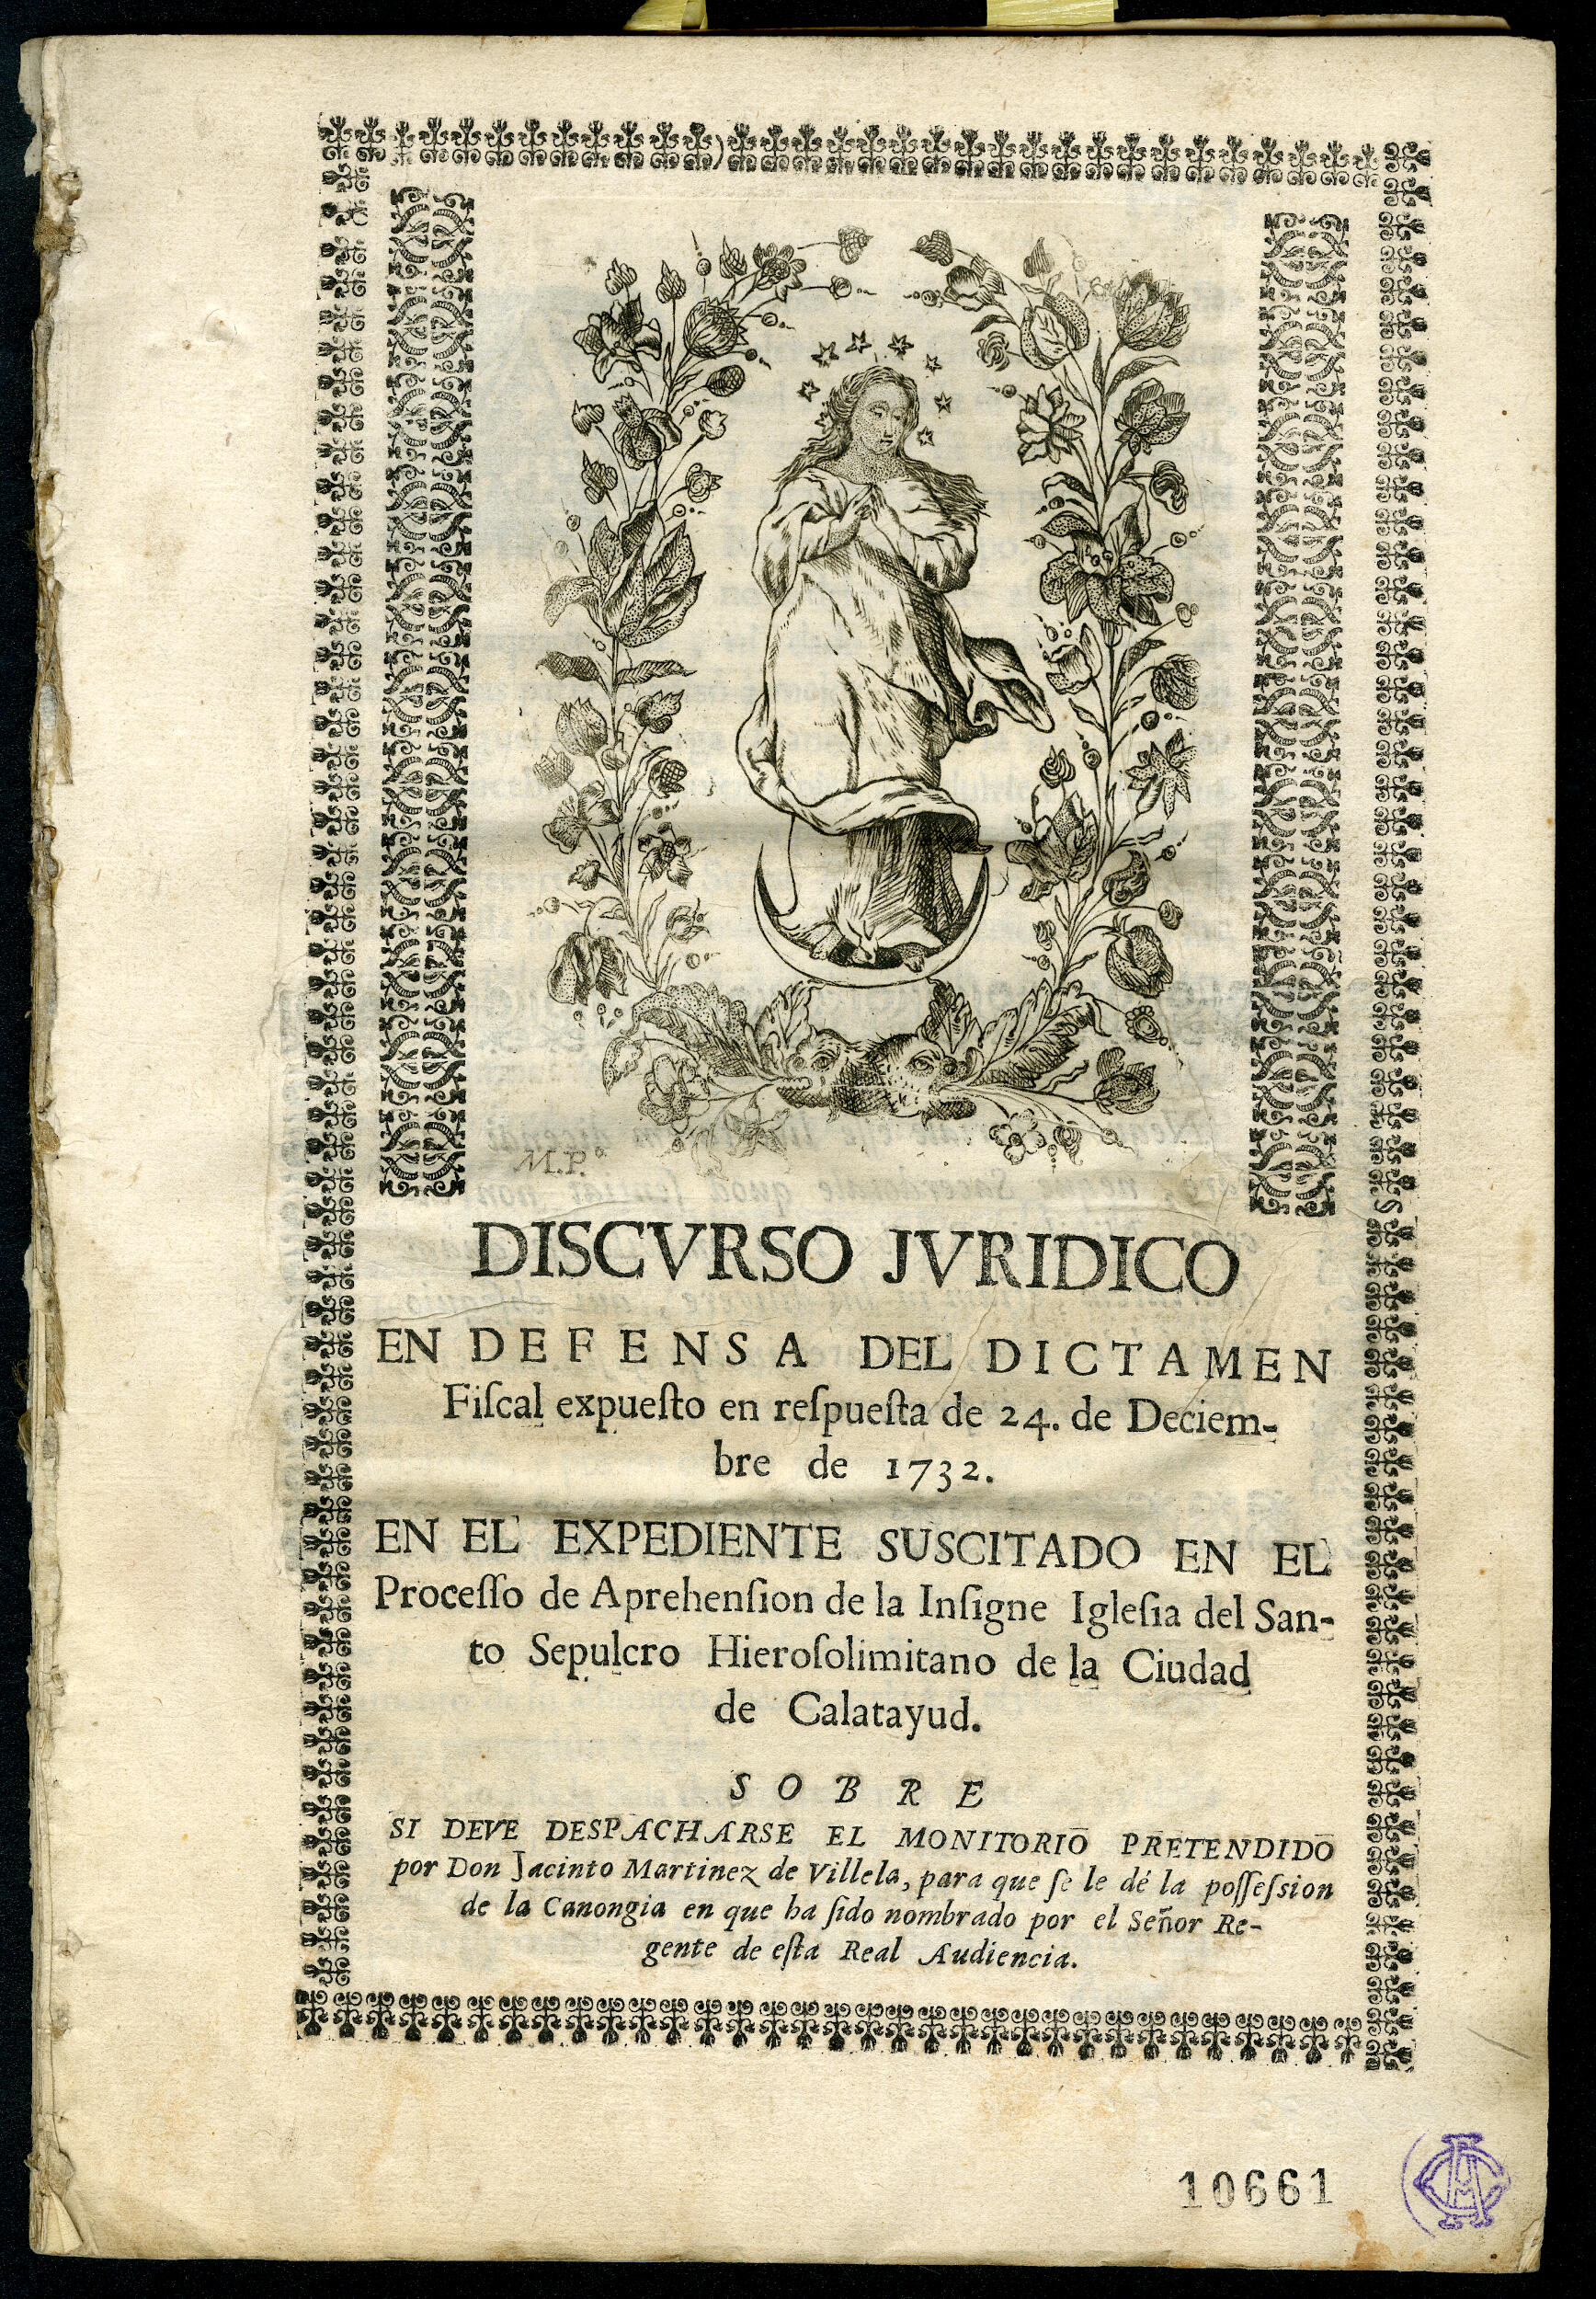 M.P.º
DISCVRSO JVRIDICO
EN DEFENSA DEL DICTAMEN
Fiſcal expueſto en reſpueſta de 24. de Deciem-
bre de 1732.
EN EL EXPEDIENTE SUSCITADO EN EL
Proceſſo de Aprehenſion de la Inſigne Igleſia del San-
to Sepulcro Hieroſolimitano de la Ciudad
de Calatayud.
SOBRE
SI DEVE DESPACHARSE EL MONITORIO PRETENDIDO
por Don Jacinto Martinez de Villela, para que ſe le dé la poſſeſsion
de la Canongia en que ha ſido nombrado por el Señor Re-
gente de eſta Real Audiencia.
10661